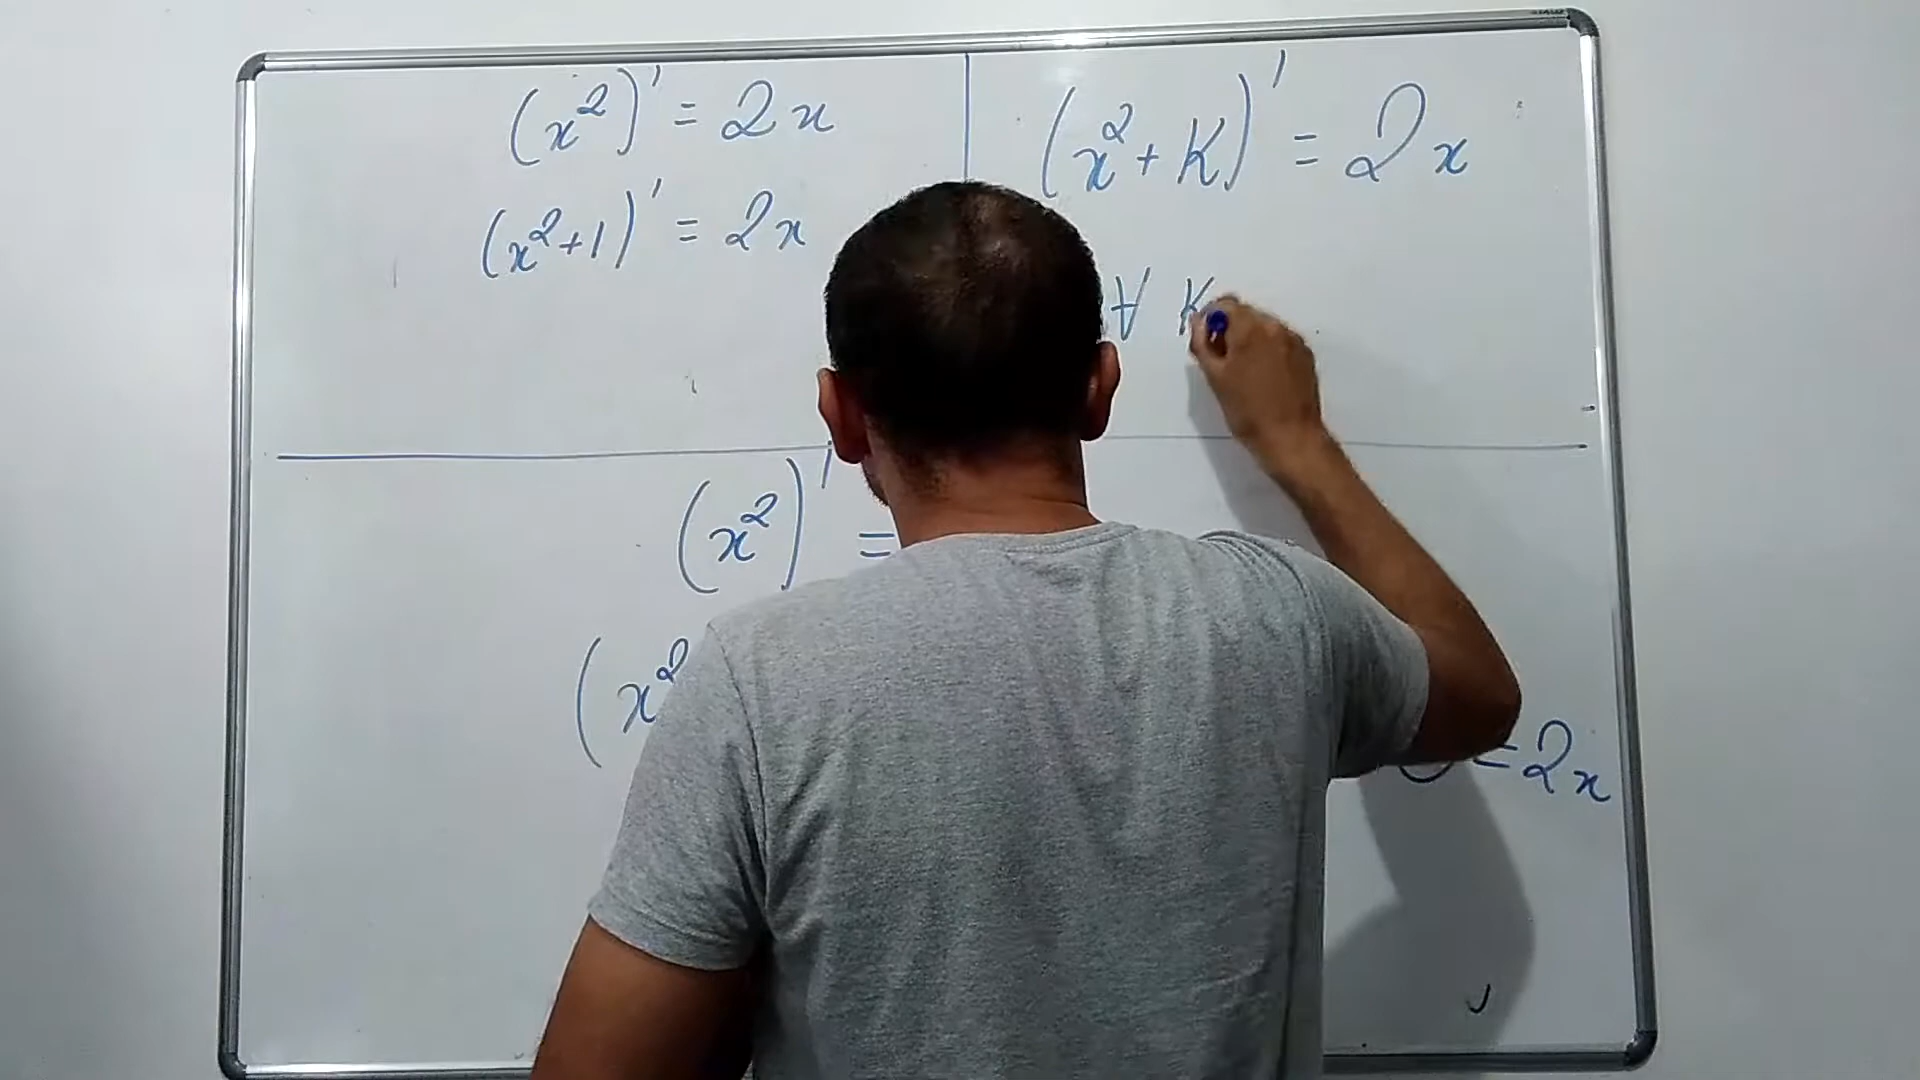 (x²)' = 2x
(x²+1)' = 2x
(x²+K)' = 2x
∀ K
(x²)' =
(x²
= 2x